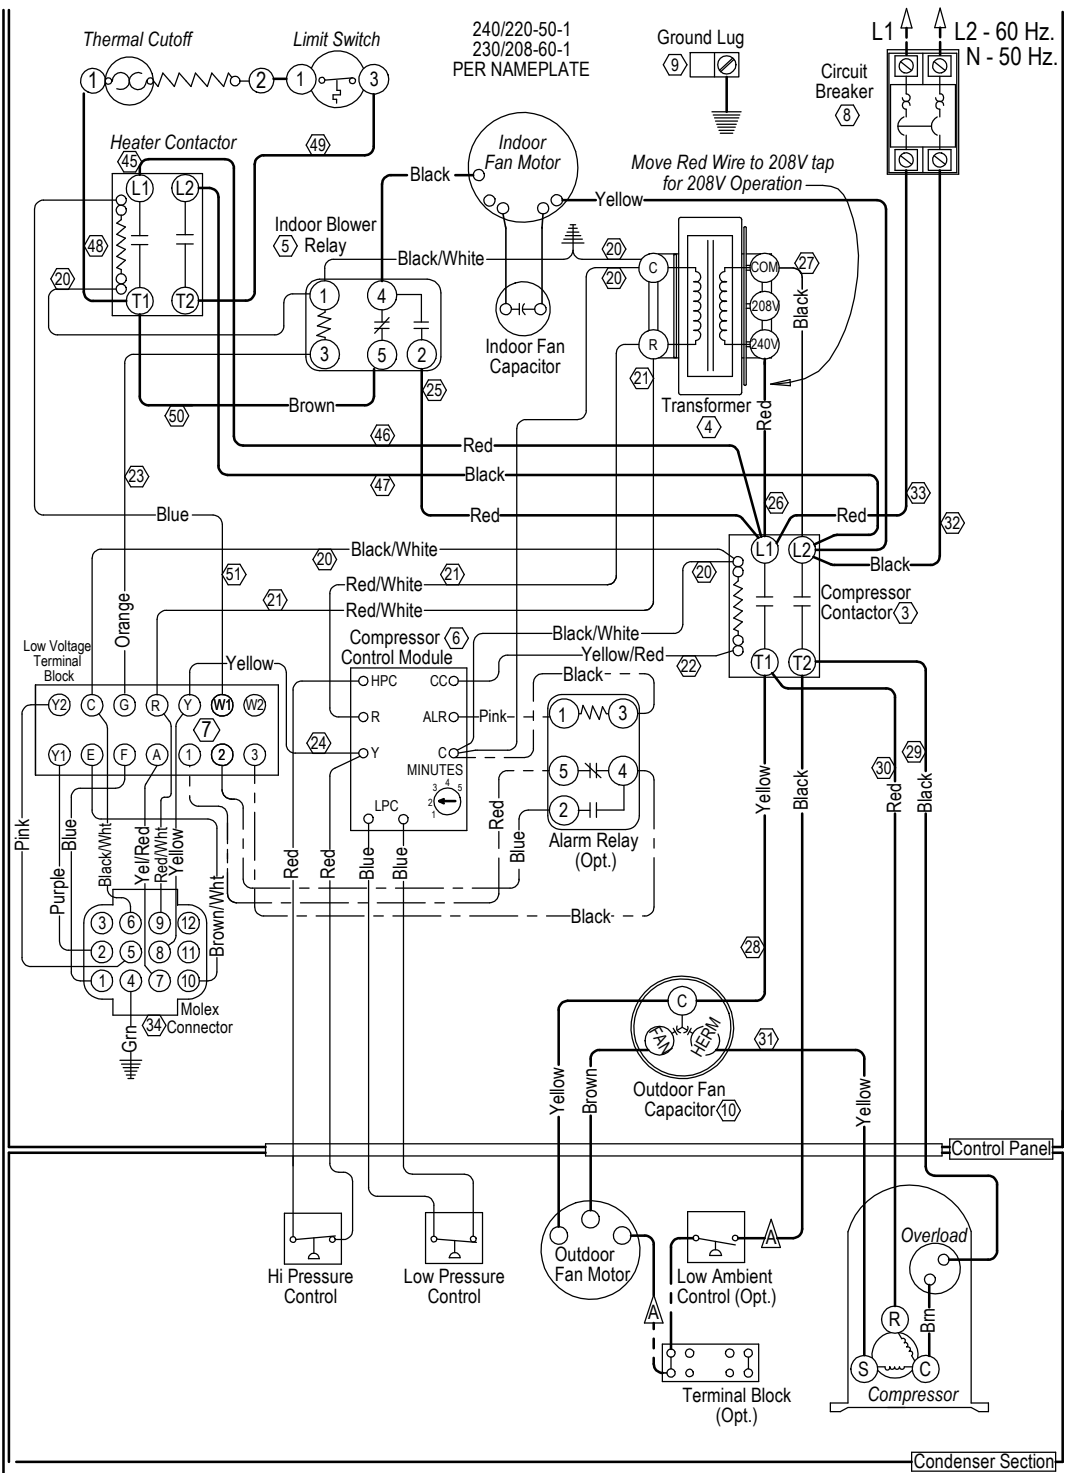 Thermal Cutoff
Limit Switch
240/220-50-1
230/208-60-1
PER NAMEPLATE
Ground Lug
9
L1
L2 - 60 Hz.
N - 50 Hz.
Circuit
Breaker
8
1
2
1
3
Heater Contactor
45
49
L1
L2
48
20
T1
T2
Indoor
Fan Motor
Black
Yellow
Move Red Wire to 208V tap
for 208V Operation
Indoor Blower
5 Relay
Black/White
20
20
C
COM
27
208V
Black
1
4
R
240V
3
5
2
Indoor Fan
Capacitor
21
25
Transformer
4
Red
50
Brown
46
Red
Black
47
23
33
26
Red
32
Blue
Red
L1
L2
Black
Black/White
20
20
51
Red/White
21
21
Red/White
Compressor
Contactor 3
Orange
Black/White
Yellow/Red
22
T1
T2
Low Voltage
Terminal
Block
Yellow
Compressor 6
Control Module
HPC
CC
R
ALR
Pink
Y
C
MINUTES
1
2
3
4
5
LPC
Black
Y2
C
G
R
Y
W1
W2
7
Y1
E
F
A
1
2
3
24
1
3
5
4
2
Alarm Relay
(Opt.)
Yellow
Black
30
29
Red
Black
Pink
Blue
Purple
Black/Wht
Yel/Red
Red/Wht
Yellow
Brown/Wht
Red
Red
Blue
Blue
Red
Blue
Black
28
3
6
9
12
2
5
8
11
1
4
7
10
34
Molex
Connector
Grn
C
FAN
HERM
31
Outdoor Fan
Capacitor 10
Yellow
Brown
Yellow
Control Panel
Hi Pressure
Control
Low Pressure
Control
Outdoor
Fan Motor
A
Low Ambient
Control (Opt.)
A
Terminal Block
(Opt.)
Overload
Brn
R
S
C
Compressor
Condenser Section